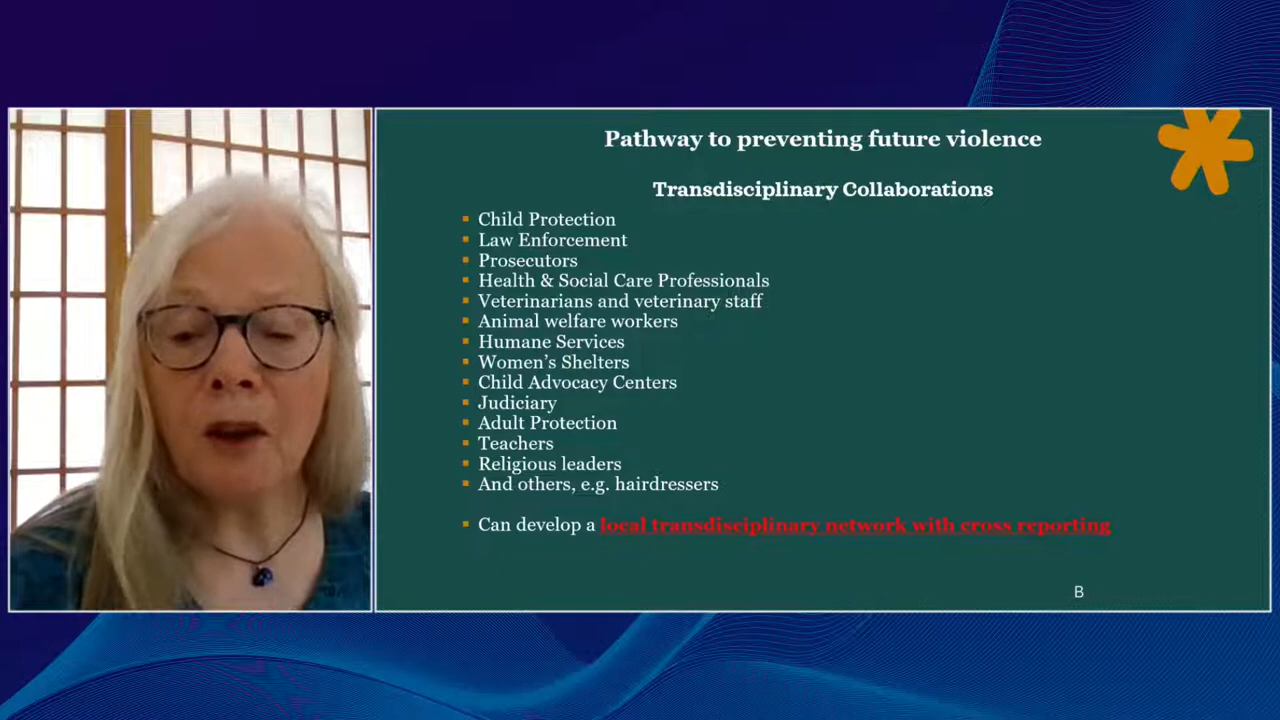 Pathway to preventing future violence
Transdisciplinary Collaborations
Child Protection
Law Enforcement
Prosecutors
Health & Social Care Professionals
Veterinarians and veterinary staff
Animal welfare workers
Humane Services
Women’s Shelters
Child Advocacy Centers
Judiciary
Adult Protection
Teachers
Religious leaders
And others, e.g. hairdressers
Can develop a local transdisciplinary network with cross reporting
B